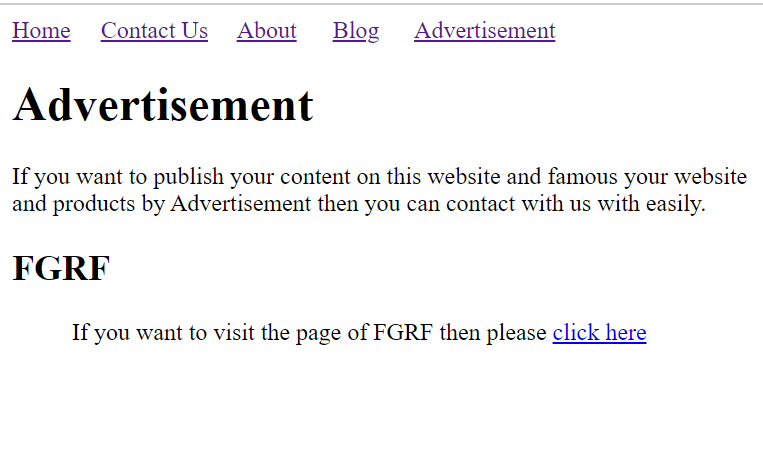 Home Contact Us About Blog Advertisement
Advertisement
If you want to publish your content on this website and famous your website
and products by Advertisement then you can contact with us with easily.
FGRF
If you want to visit the page of FGRF then please click here